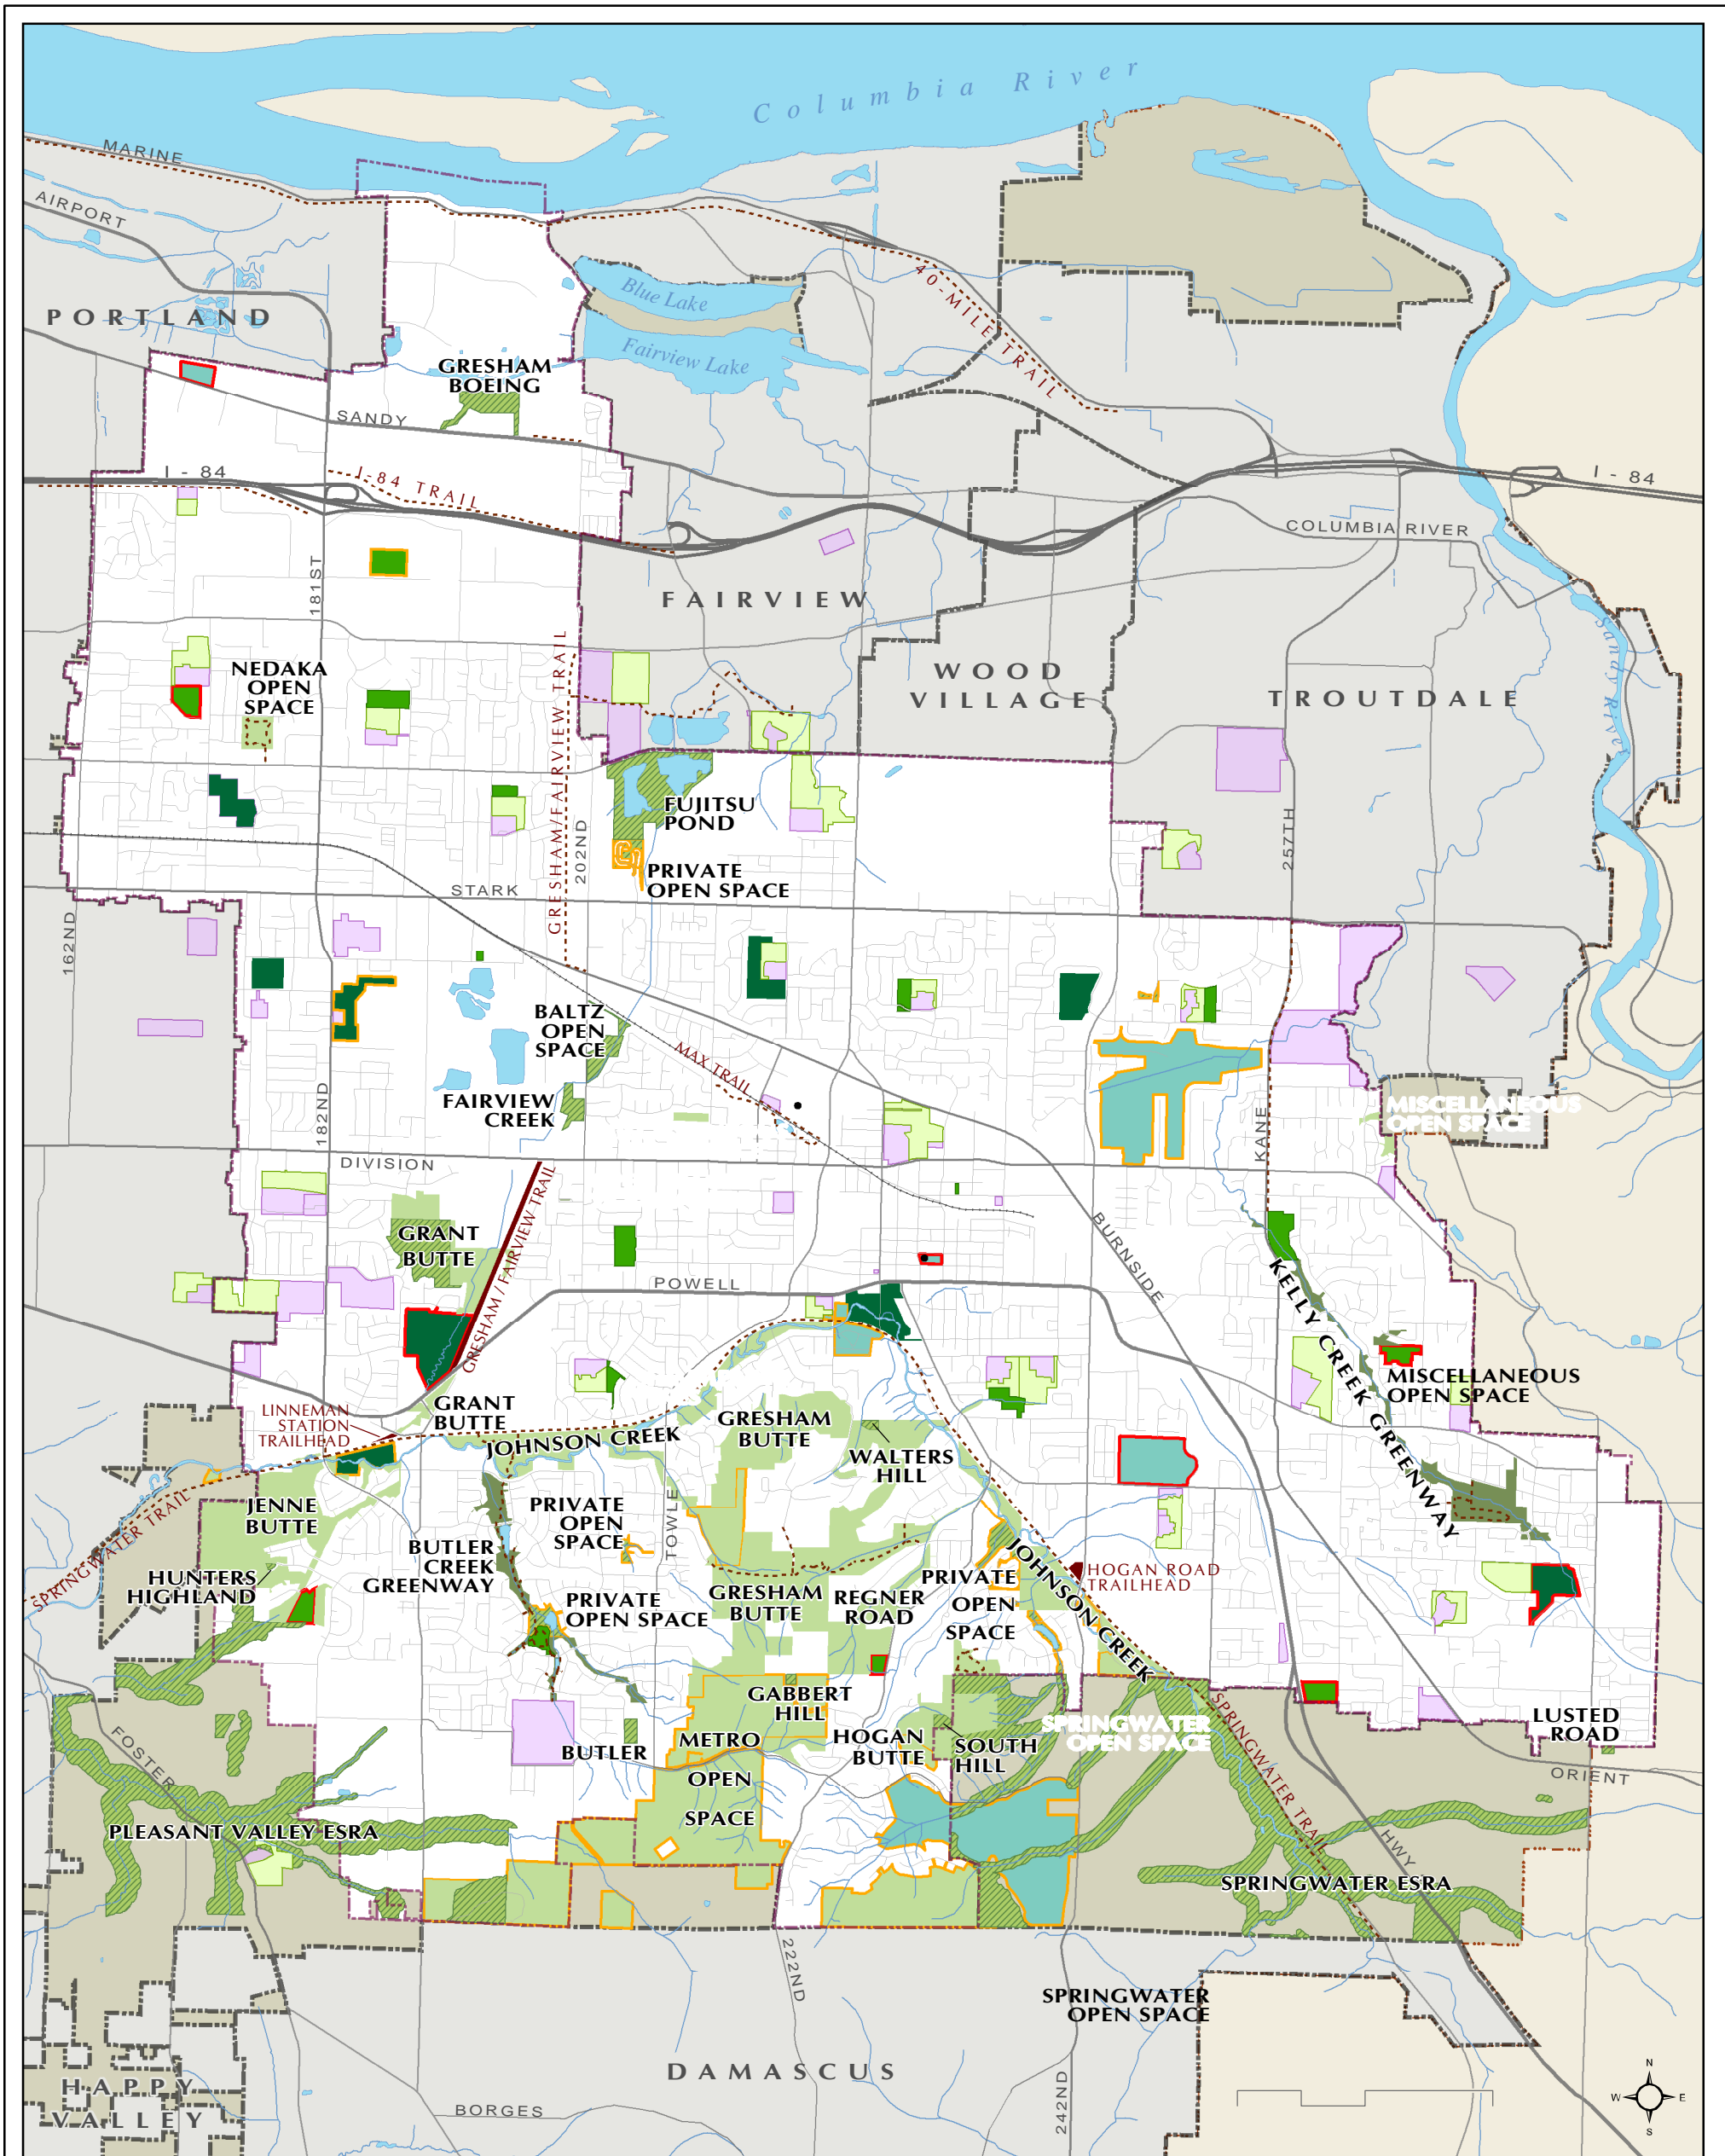 Columbia River
MARINE
AIRPORT
PORTLAND
Blue Lake
Fairview Lake
40-MILE TRAIL
GRESHAM
BOEING
SANDY
I - 84
I-84 TRAIL
I - 84
COLUMBIA RIVER
181ST
FAIRVIEW
WOOD
VILLAGE
TROUTDALE
Sandy River
NEDAKA
OPEN
SPACE
GRESHAM/FAIRVIEW TRAIL
202ND
FUJITSU
POND
PRIVATE
OPEN SPACE
STARK
257TH
162ND
BALTZ
OPEN
SPACE
MAX TRAIL
FAIRVIEW
CREEK
182ND
MISCELLANEOUS
OPEN SPACE
KANE
DIVISION
GRANT
BUTTE
GRESHAM / FAIRVIEW TRAIL
POWELL
BURNSIDE
KELLY CREEK GREENWAY
MISCELLANEOUS
OPEN SPACE
LINNEMAN
STATION
TRAILHEAD
GRANT
BUTTE
JOHNSON CREEK
GRESHAM
BUTTE
WALTERS
HILL
SPRINGWATER TRAIL
JENNE
BUTTE
PRIVATE
OPEN
SPACE
TOWLE
BUTLER
CREEK
GREENWAY
HUNTERS
HIGHLAND
PRIVATE
OPEN SPACE
GRESHAM
BUTTE
REGNER
ROAD
PRIVATE
OPEN
SPACE
JOHNSON CREEK
HOGAN ROAD
TRAILHEAD
GABBERT
HILL
METRO
OPEN
SPACE
BUTLER
HOGAN
BUTTE
SOUTH
HILL
SPRINGWATER
OPEN SPACE
SPRINGWATER TRAIL
LUSTED
ROAD
ORIENT
FOSTER
PLEASANT VALLEY ESRA
HWY
SPRINGWATER ESRA
222ND
SPRINGWATER
OPEN SPACE
DAMASCUS
242ND
HAPPY
VALLEY
BORGES
N
W
E
S